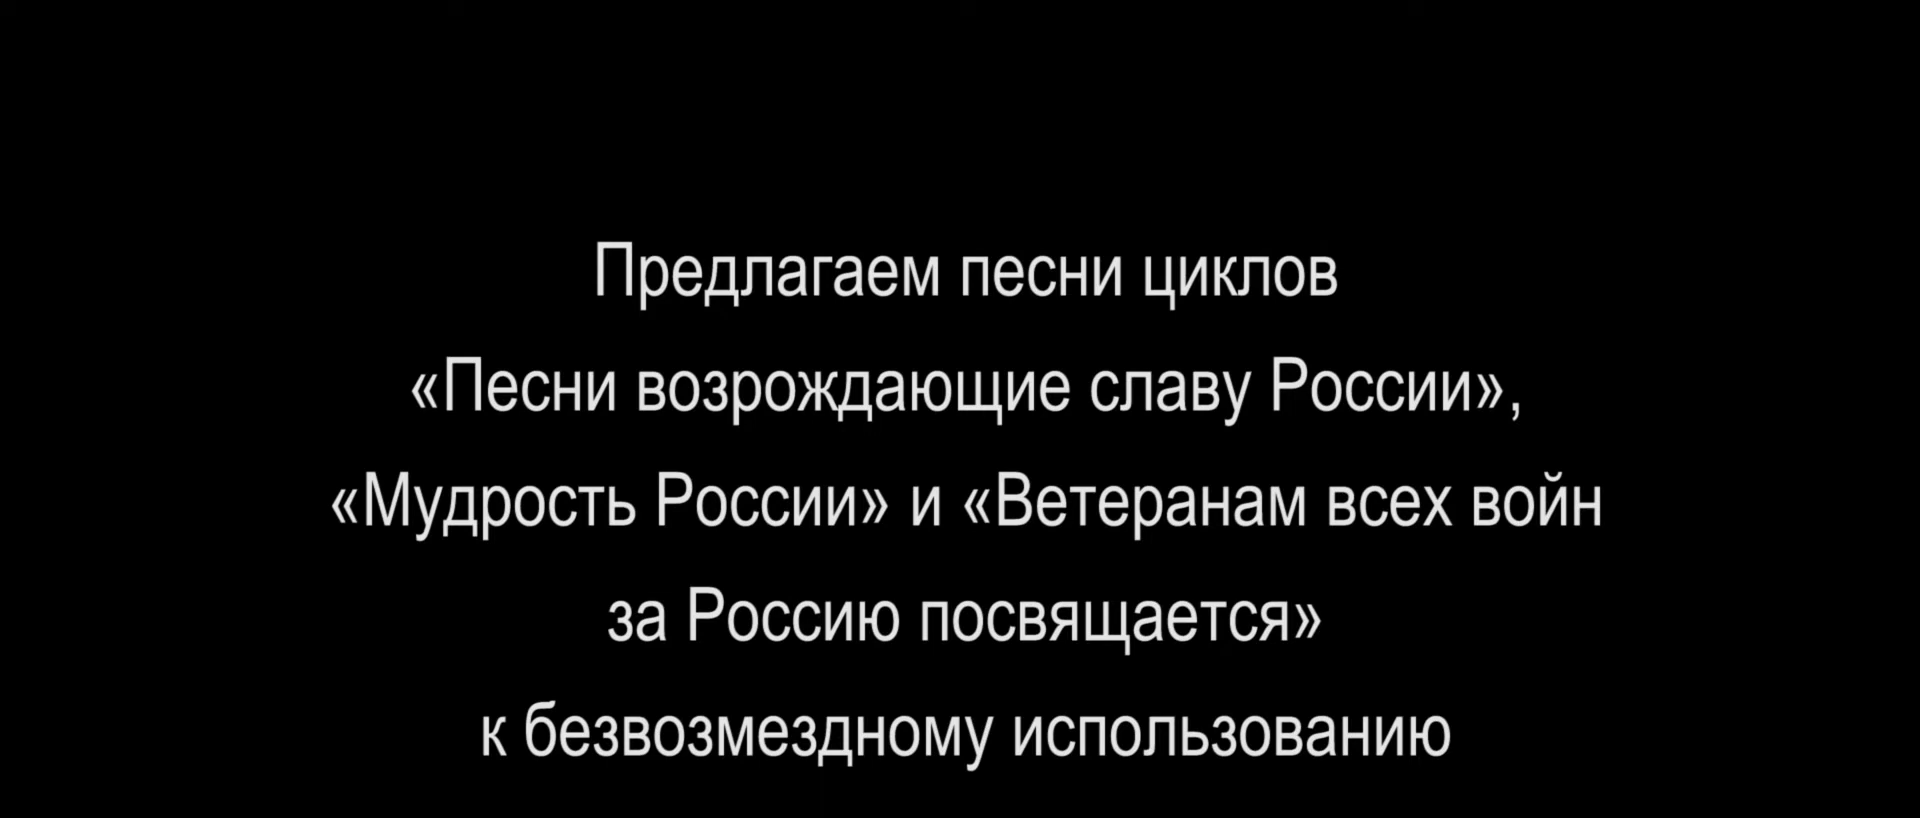 Предлагаем песни циклов
«Песни возрождающие славу России»,
«Мудрость России» и «Ветеранам всех войн
за Россию посвящается»
к безвозмездному использованию